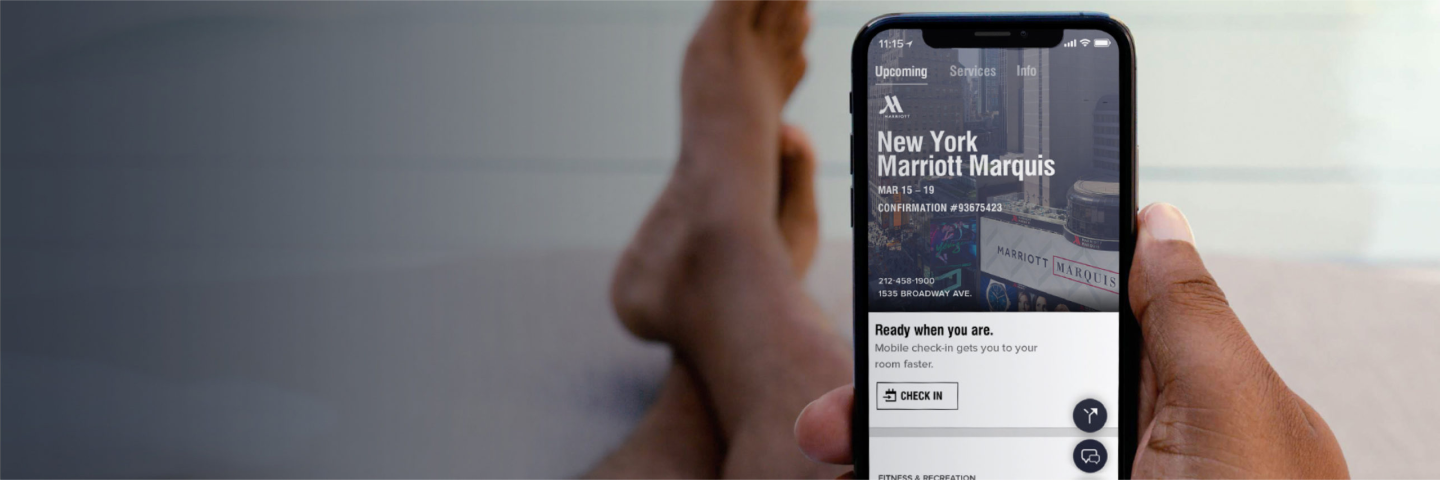 11:15
Upcoming Services Info
MARRIOTT
New York
Marriott Marquis
MAR 15 – 19
CONFIRMATION #93675423
MARRIOTT MARQUIS
212-458-1900
1535 BROADWAY AVE.
Ready when you are.
Mobile check-in gets you to your
room faster.
CHECK IN
FITNESS & RECREATION